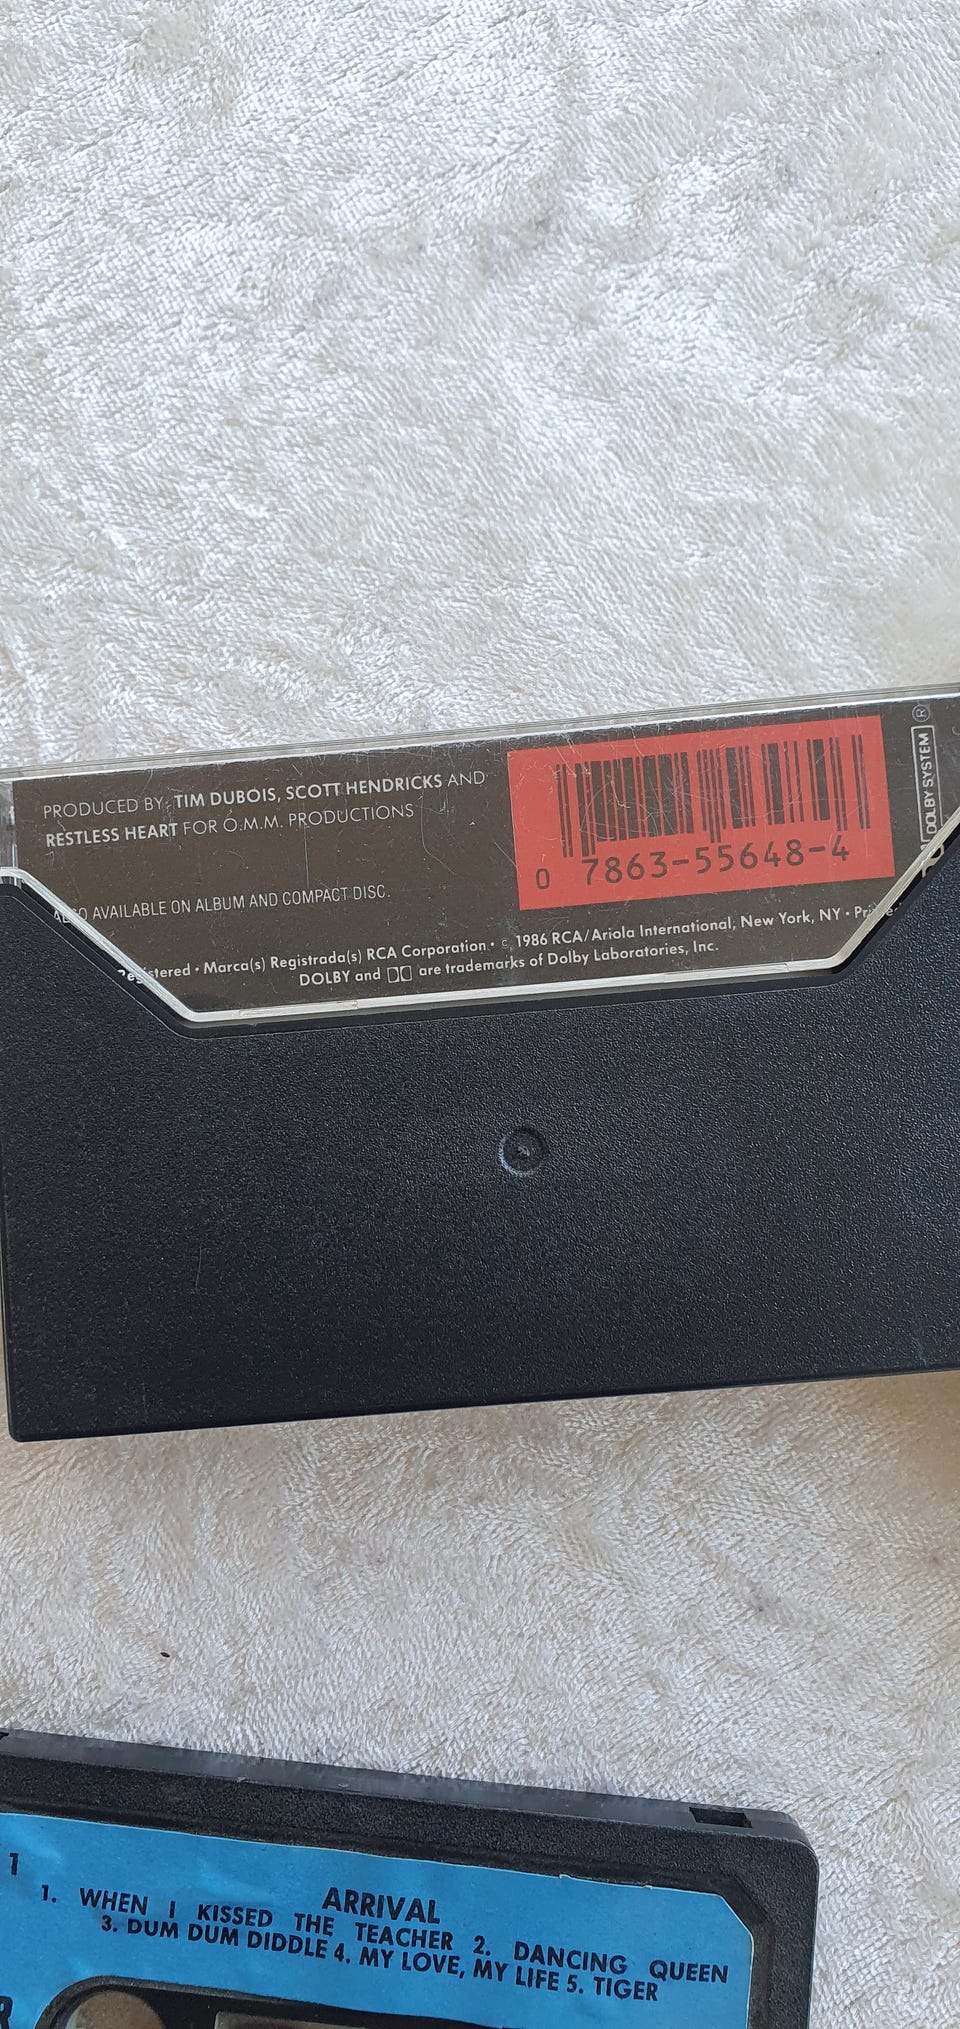 PRODUCED BY: TIM DUBOIS, SCOTT HENDRICKS AND
RESTLESS HEART FOR O.M.M. PRODUCTIONS
ALSO AVAILABLE ON ALBUM AND COMPACT DISC.
0 7863-55648-4
DOLBY SYSTEM ®
Registered • Marca(s) Registrada(s) RCA Corporation • © 1986 RCA/Ariola International, New York, NY •
DOLBY and are trademarks of Dolby Laboratories, Inc.
1
ARRIVAL
1. WHEN I KISSED THE TEACHER 2. DANCING QUEEN
3. DUM DUM DIDDLE 4. MY LOVE, MY LIFE 5. TIGER